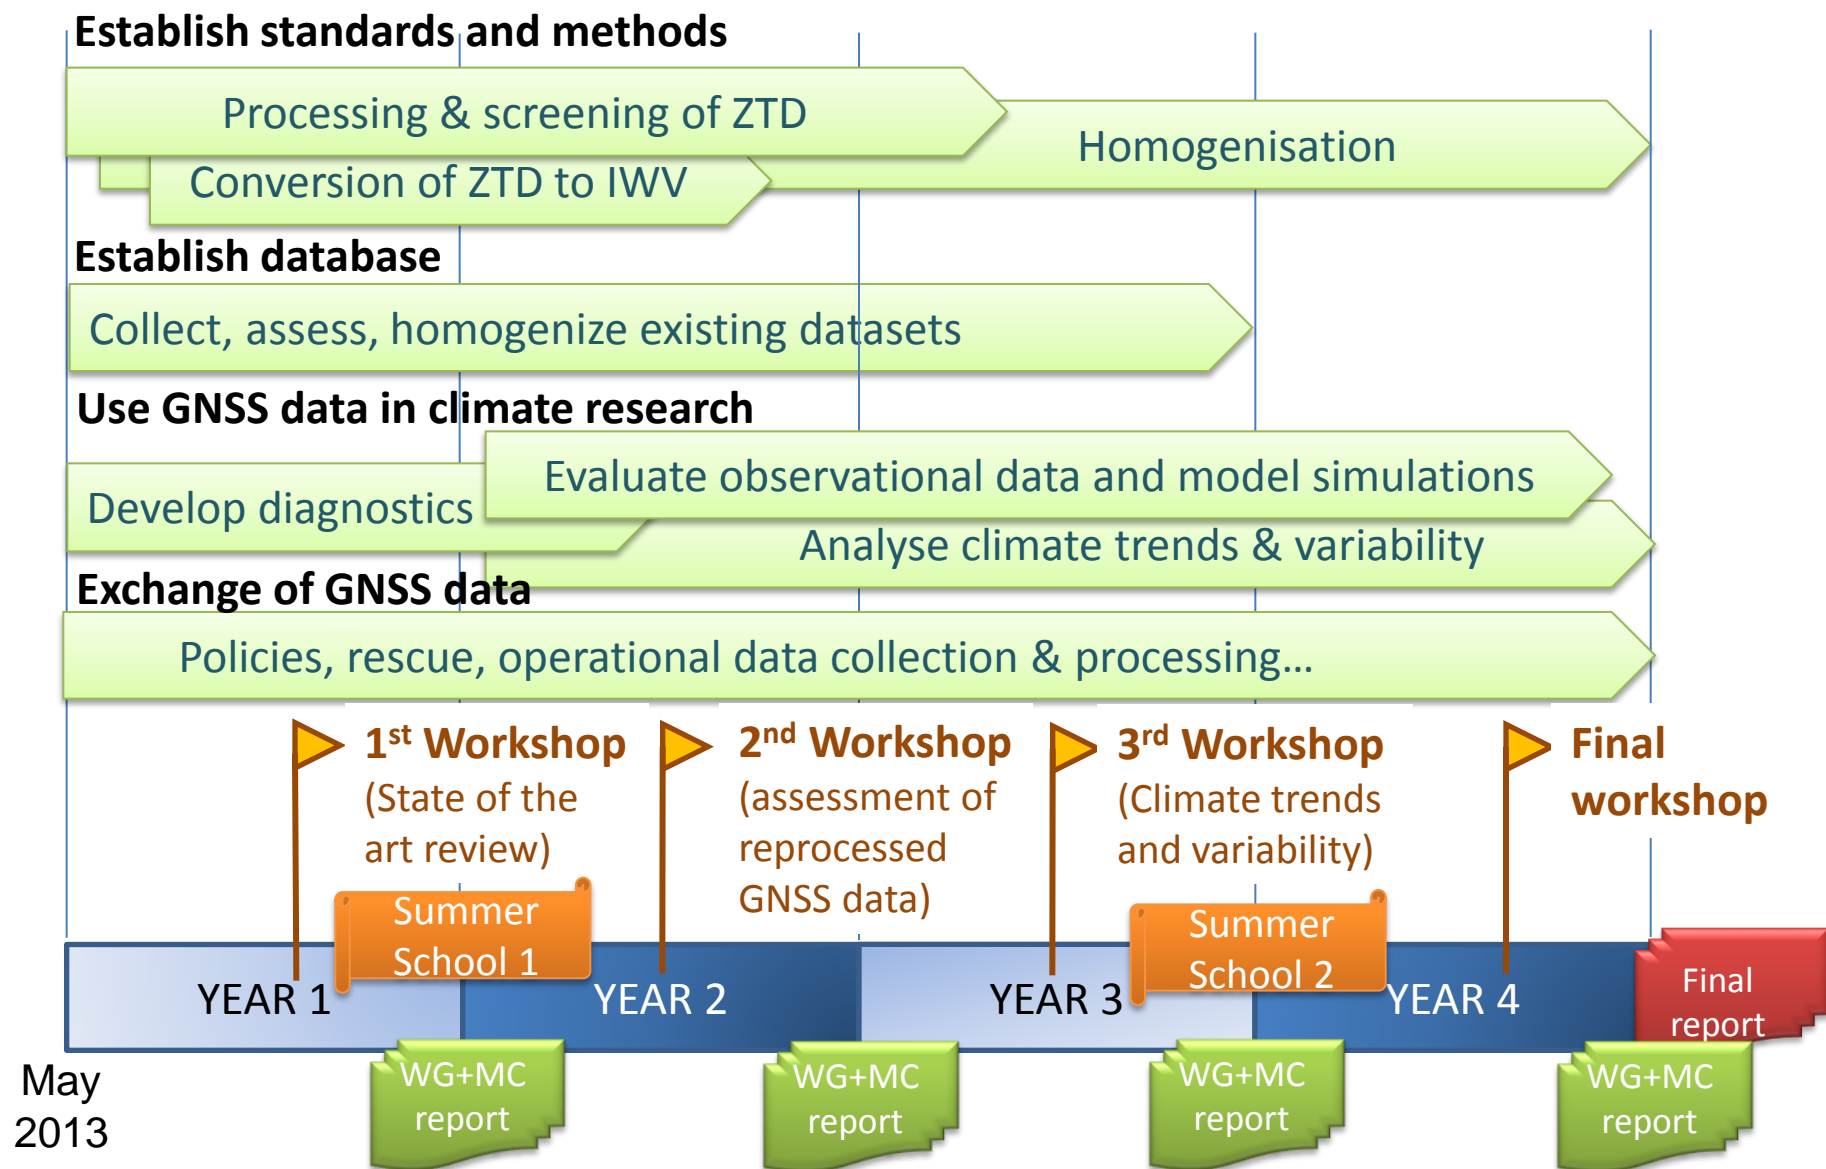 Establish standards and methods
Processing & screening of ZTD
Homogenisation
Conversion of ZTD to IWV
Establish database
Collect, assess, homogenize existing datasets
Use GNSS data in climate research
Evaluate observational data and model simulations
Develop diagnostics
Analyse climate trends & variability
Exchange of GNSS data
Policies, rescue, operational data collection & processing...
1st Workshop
(State of the
art review)
2nd Workshop
(assessment of
reprocessed
GNSS data)
3rd Workshop
(Climate trends
and variability)
Final
workshop
Summer
School 1
Summer
School 2
YEAR 1
YEAR 2
YEAR 3
YEAR 4
Final
report
May
2013
WG+MC
report
WG+MC
report
WG+MC
report
WG+MC
report